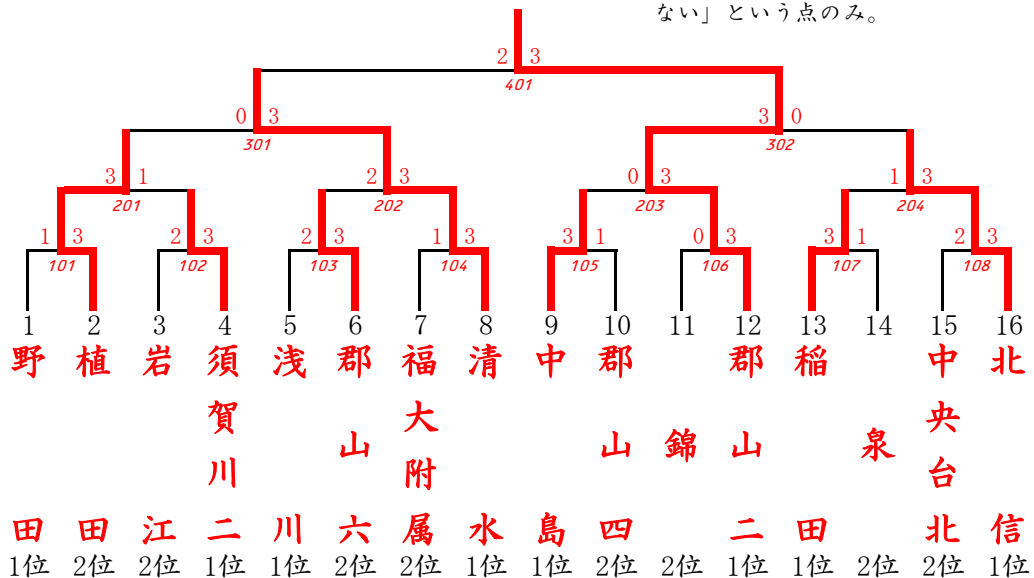 ない」という点のみ。
2 3
401
0 3 3 0
301 302
3 1 2 3 0 3 1 3
201 202 203 204
1 3 2 3 2 3 1 3 3 1 0 3 3 1 2 3
101 102 103 104 105 106 107 108
1 2 3 4 5 6 7 8 9 10 11 12 13 14 15 16
野田 植田 岩江 須賀川二 浅川 郡山六 福大附属 清水 中島 郡山四 錦 郡山二 稲田 泉 中央台北 北信
1位 2位 2位 1位 1位 2位 2位 1位 1位 2位 2位 1位 1位 2位 2位 1位